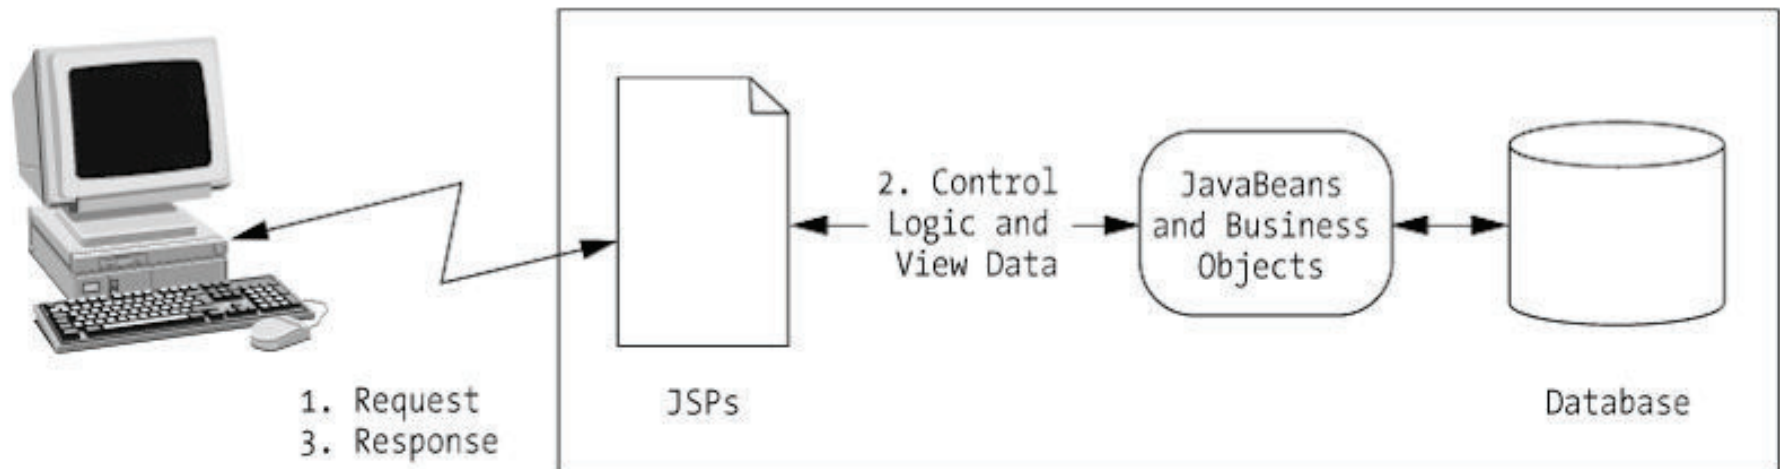 1. Request
3. Response
JSPs
2. Control
Logic and
View Data
JavaBeans
and Business
Objects
Database